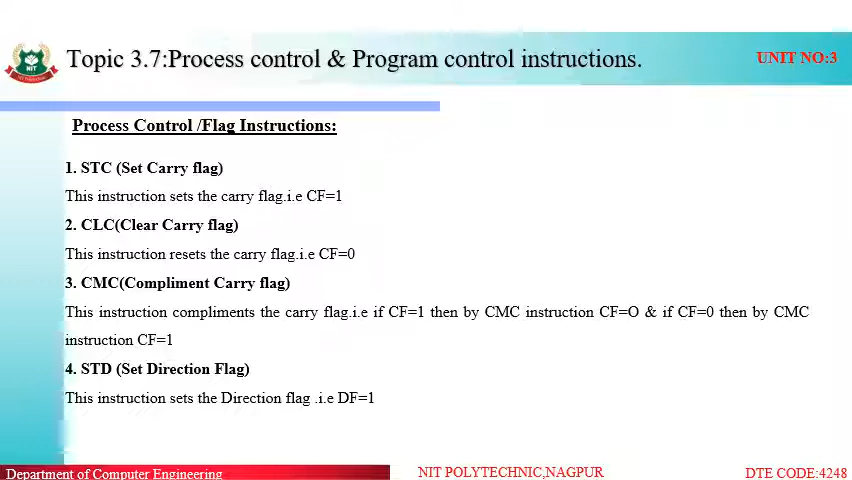 Topic 3.7:Process control & Program control instructions.
UNIT NO:3
NIT
Process Control /Flag Instructions:
1. STC (Set Carry flag)
This instruction sets the carry flag.i.e CF=1
2. CLC(Clear Carry flag)
This instruction resets the carry flag.i.e CF=0
3. CMC(Compliment Carry flag)
This instruction compliments the carry flag.i.e if CF=1 then by CMC instruction CF=O & if CF=0 then by CMC
instruction CF=1
4. STD (Set Direction Flag)
This instruction sets the Direction flag .i.e DF=1
Department of Computer Engineering
NIT POLYTECHNIC,NAGPUR
DTE CODE:4248